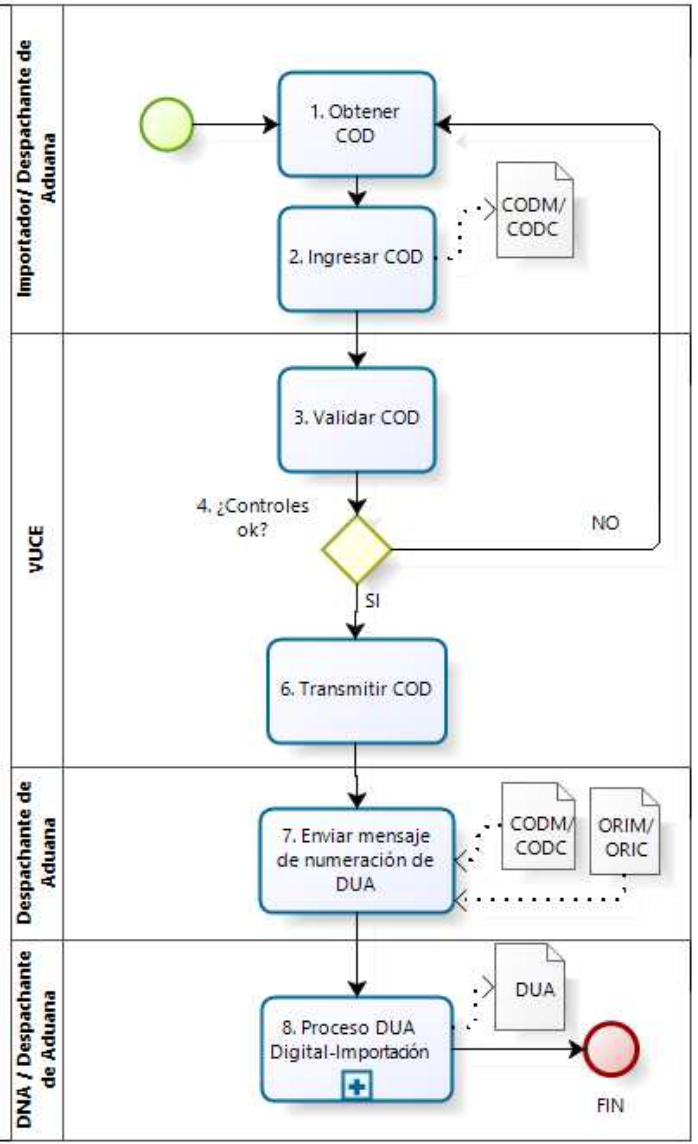 Importador/ Despachante de
Aduana
1. Obtener
COD
CODM/
CODC
2. Ingresar COD
VUCE
3. Validar COD
4. ¿Controles
ok?
NO
SI
6. Transmitir COD
Despachante de
Aduana
7. Enviar mensaje
de numeración de
DUA
CODM/
CODC
ORIM/
ORIC
DNA / Despachante
de Aduana
8. Proceso DUA
Digital-Importación
DUA
FIN